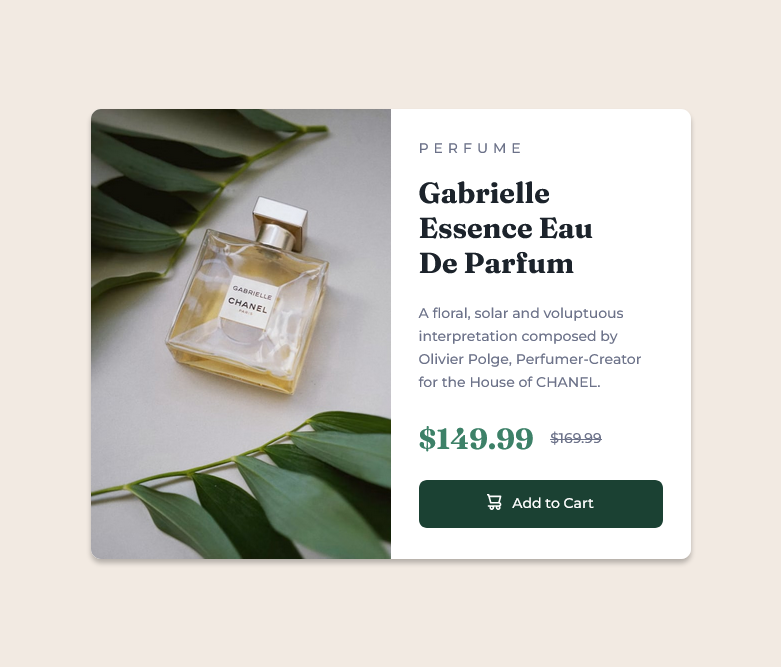 GABRIELLE
CHANEL
PARIS
PERFUME
Gabrielle
Essence Eau
De Parfum
A floral, solar and voluptuous
interpretation composed by
Olivier Polge, Perfumer-Creator
for the House of CHANEL.
$149.99 $169.99
Add to Cart